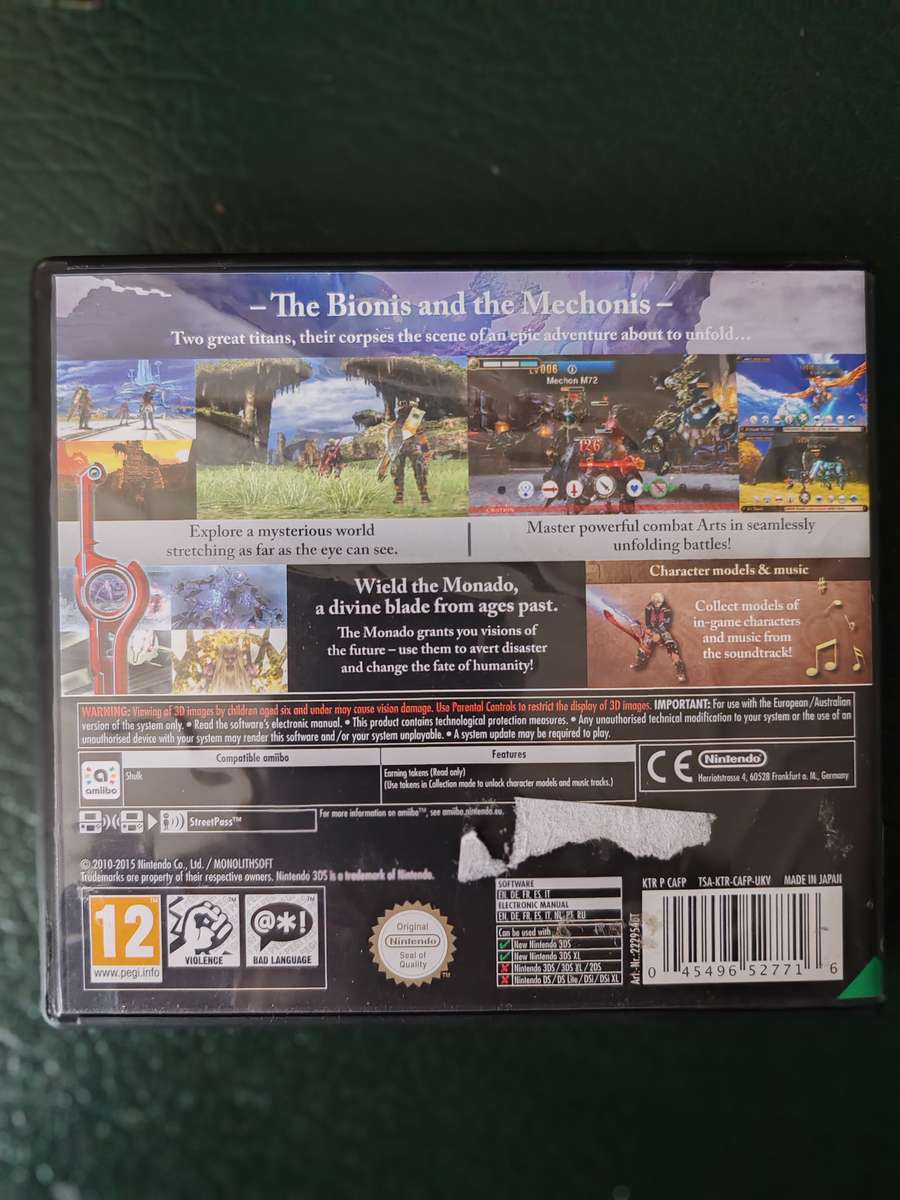 – The Bionis and the Mechonis –
Two great titans, their corpses the scene of an epic adventure about to unfold...
Mechon M72
Explore a mysterious world
stretching as far as the eye can see.
Master powerful combat Arts in seamlessly
unfolding battles!
Wield the Monado,
a divine blade from ages past.
The Monado grants you visions of
the future – use them to avert disaster
and change the fate of humanity!
Character models & music
Collect models of
in-game characters
and music from
the soundtrack!
WARNING: Viewing of 3D images by children aged six and under may cause vision damage. Use Parental Controls to restrict the display of 3D images. IMPORTANT: For use with the European/Australian
version of the system only. • Read the software's electronic manual. • This product contains technological protection measures. • Any unauthorised technical modification to your system or the use of an
unauthorised device with your system may render this software and/or your system unplayable. • A system update may be required to play.
Compatible amiibo
Features
amiibo
Shulk
Earning tokens (Read only)
(Use tokens in Collection mode to unlock character models and music tracks.)
CE
Nintendo
Herriotstrasse 4, 60528 Frankfurt a. M., Germany
StreetPass™
For more information on amiibo™, see amiibo.nintendo.eu.
© 2010-2015 Nintendo Co., Ltd. / MONOLITHSOFT
Trademarks are property of their respective owners. Nintendo 3DS is a trademark of Nintendo.
12
www.pegi.info
VIOLENCE
@*!
BAD LANGUAGE
Original
Nintendo
Seal of
Quality
TM
SOFTWARE
EN, DE, FR, ES, IT
ELECTRONIC MANUAL
EN, DE, FR, ES, IT, NL, PT, RU
Can be used with
New Nintendo 3DS
New Nintendo 3DS XL
Nintendo 3DS/3DS XL/2DS
Nintendo DS/DS Lite/DSi/DSi XL
KTR P CAFP TSA-KTR-CAFP-UKV MADE IN JAPAN
0 45496 52771 6